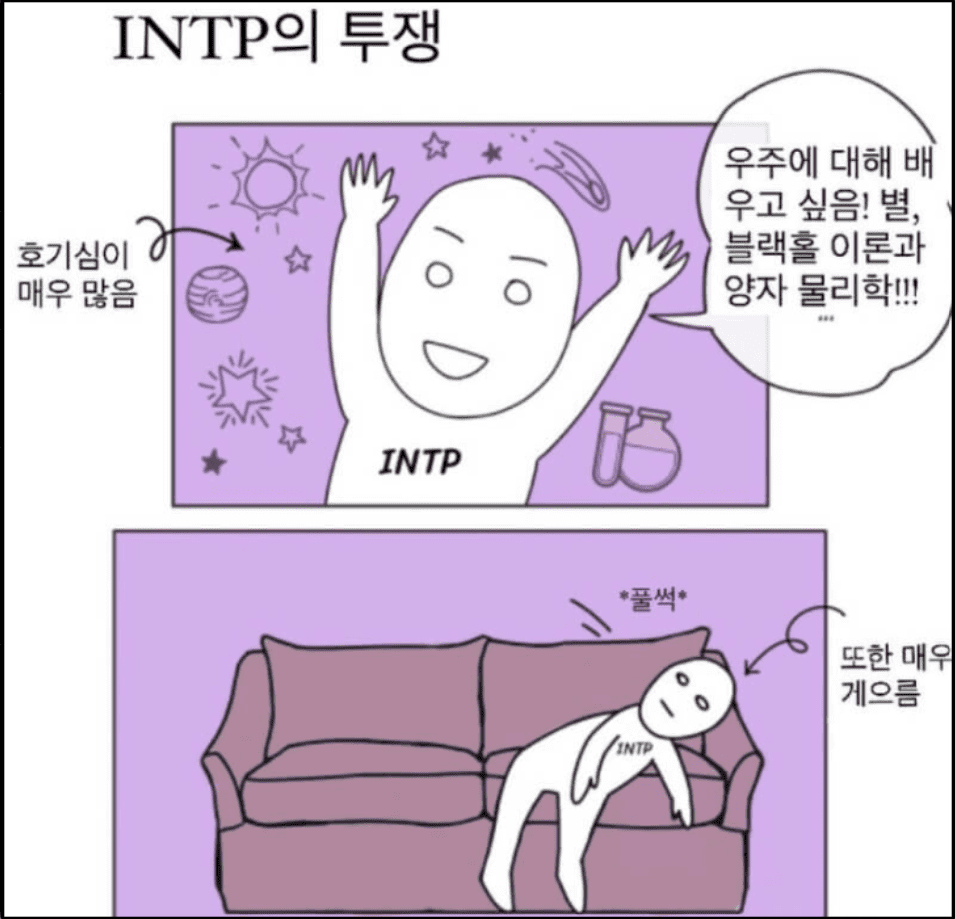 INTP의 투쟁
호기심이
매우 많음
우주에 대해 배
우고 싶음! 별,
블랙홀 이론과
양자 물리학!!!
INTP
*풀썩*
또한 매우
게으름
INTP